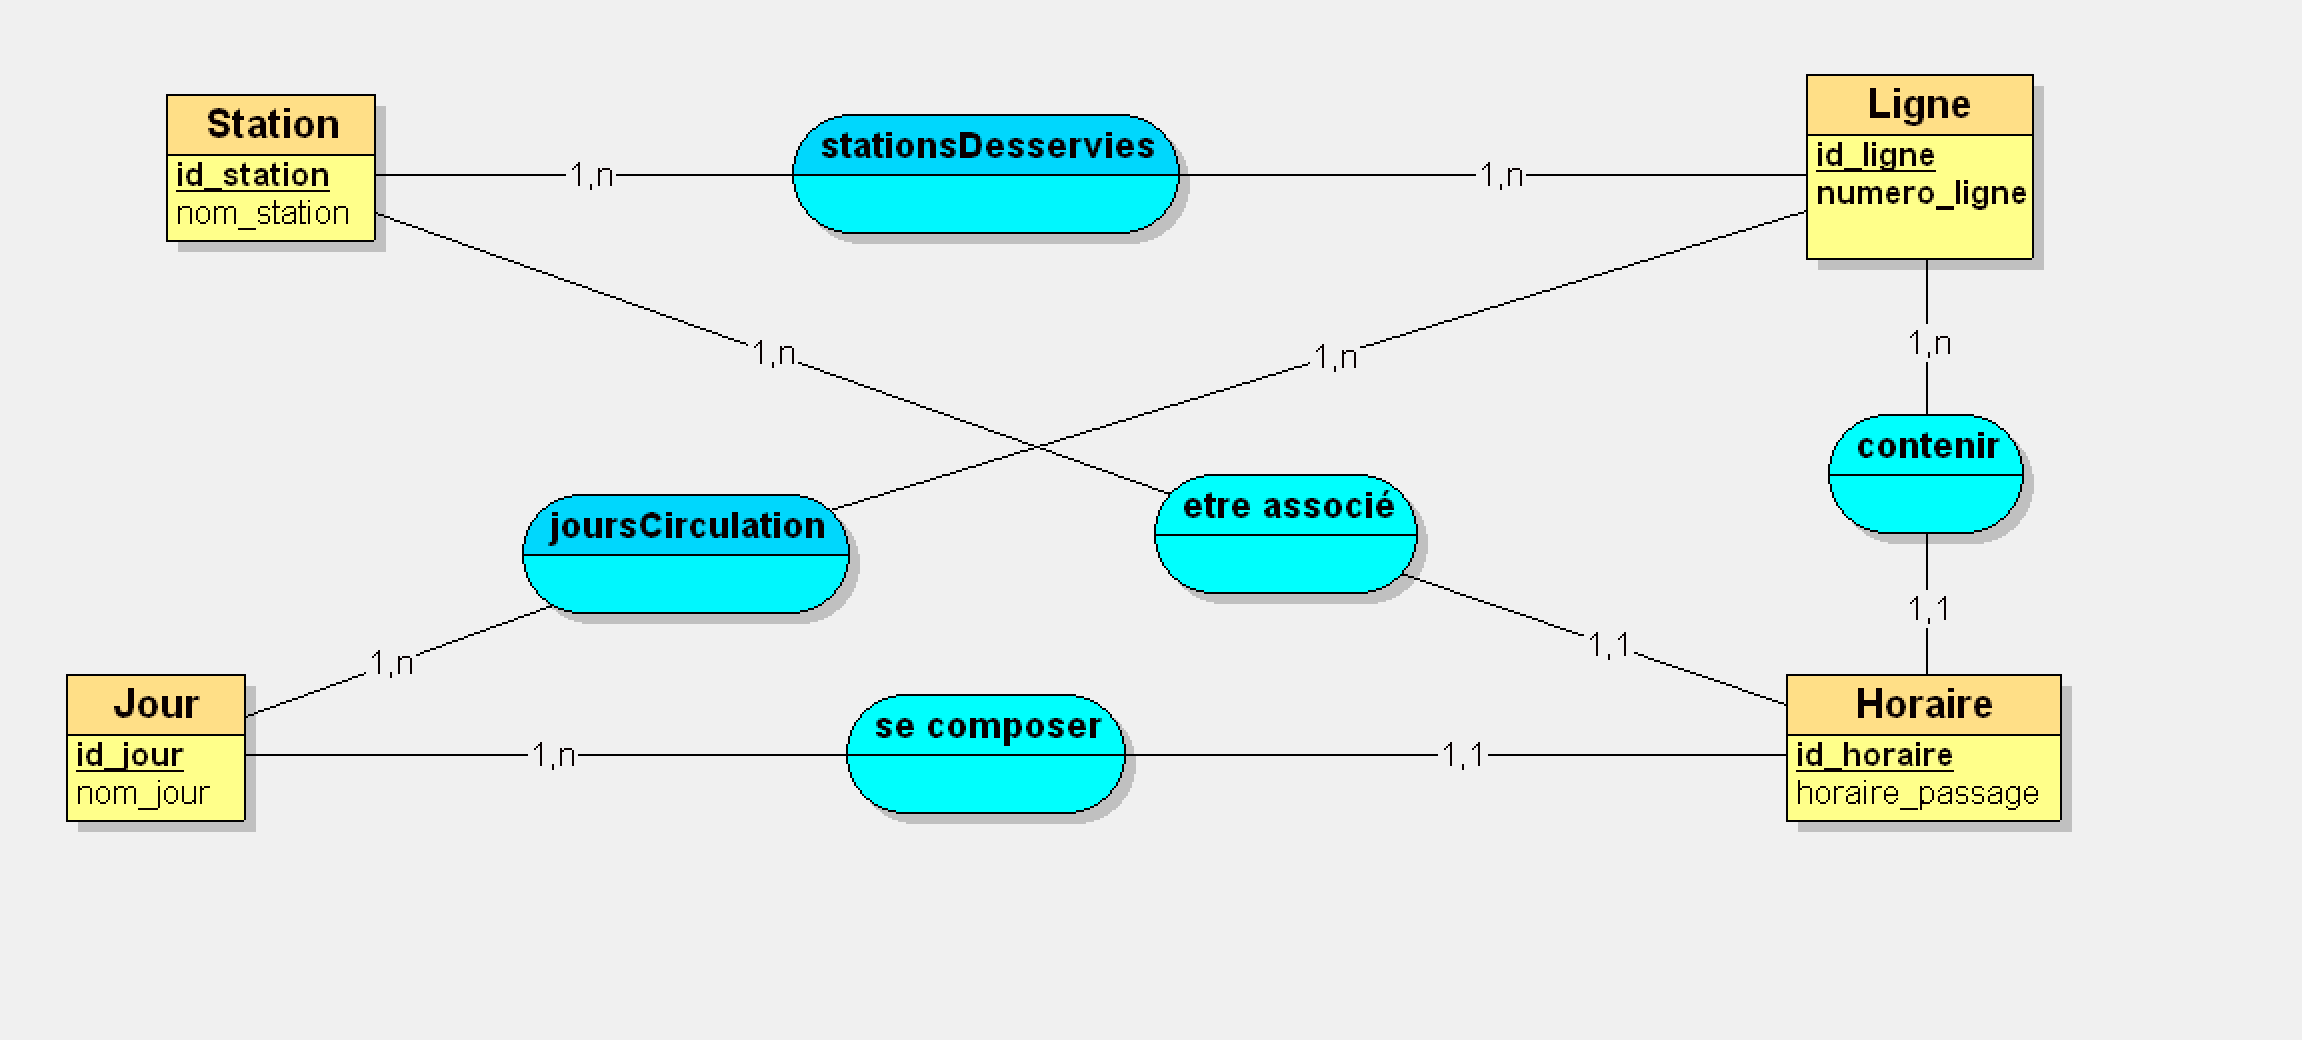 Station
id_station
nom_station
1,n
stationsDesservies
1,n
Ligne
id_ligne
numero_ligne
1,n
1,n
1,n
contenir
joursCirculation
etre associé
1,n
1,1
1,1
Jour
id_jour
nom_jour
1,n
se composer
1,1
Horaire
id_horaire
horaire_passage